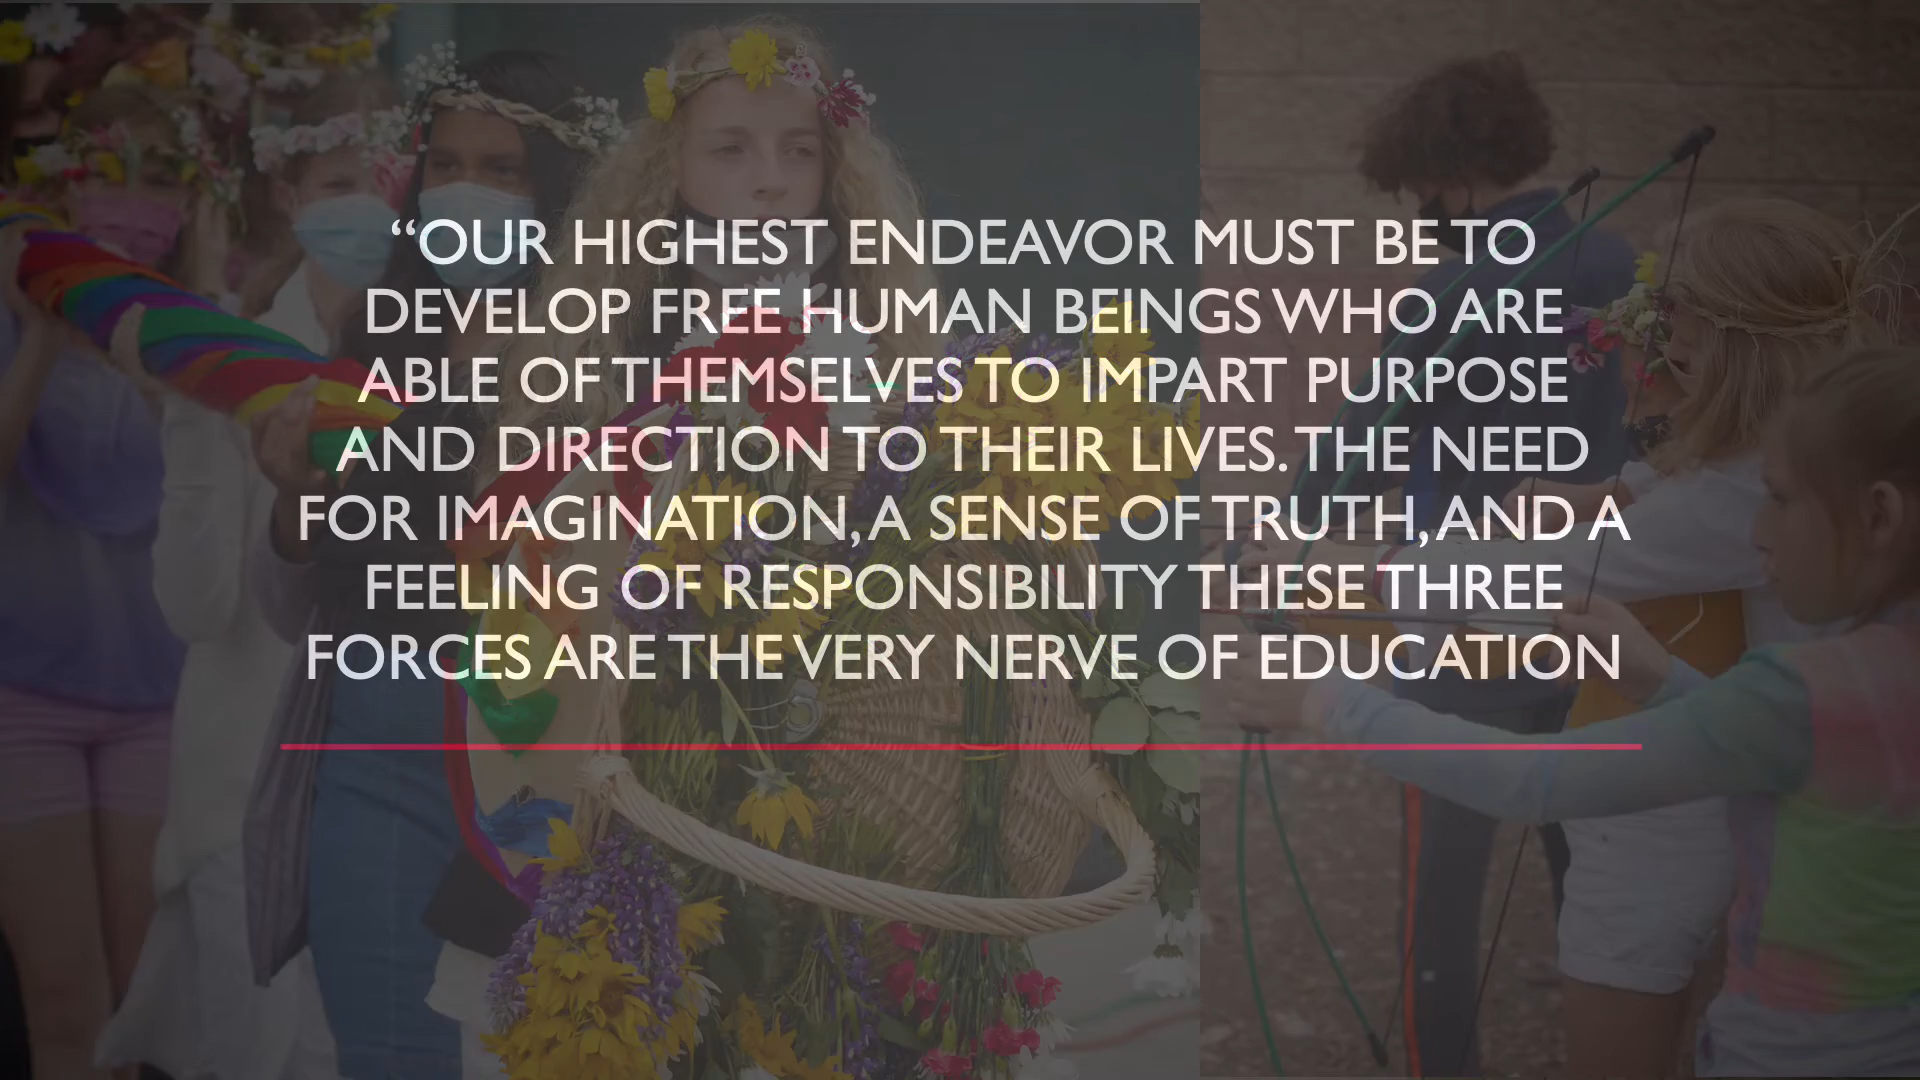 “OUR HIGHEST ENDEAVOR MUST BE TO
DEVELOP FREE HUMAN BEINGS WHO ARE
ABLE OF THEMSELVES TO IMPART PURPOSE
AND DIRECTION TO THEIR LIVES. THE NEED
FOR IMAGINATION, A SENSE OF TRUTH, AND A
FEELING OF RESPONSIBILITY THESE THREE
FORCES ARE THE VERY NERVE OF EDUCATION